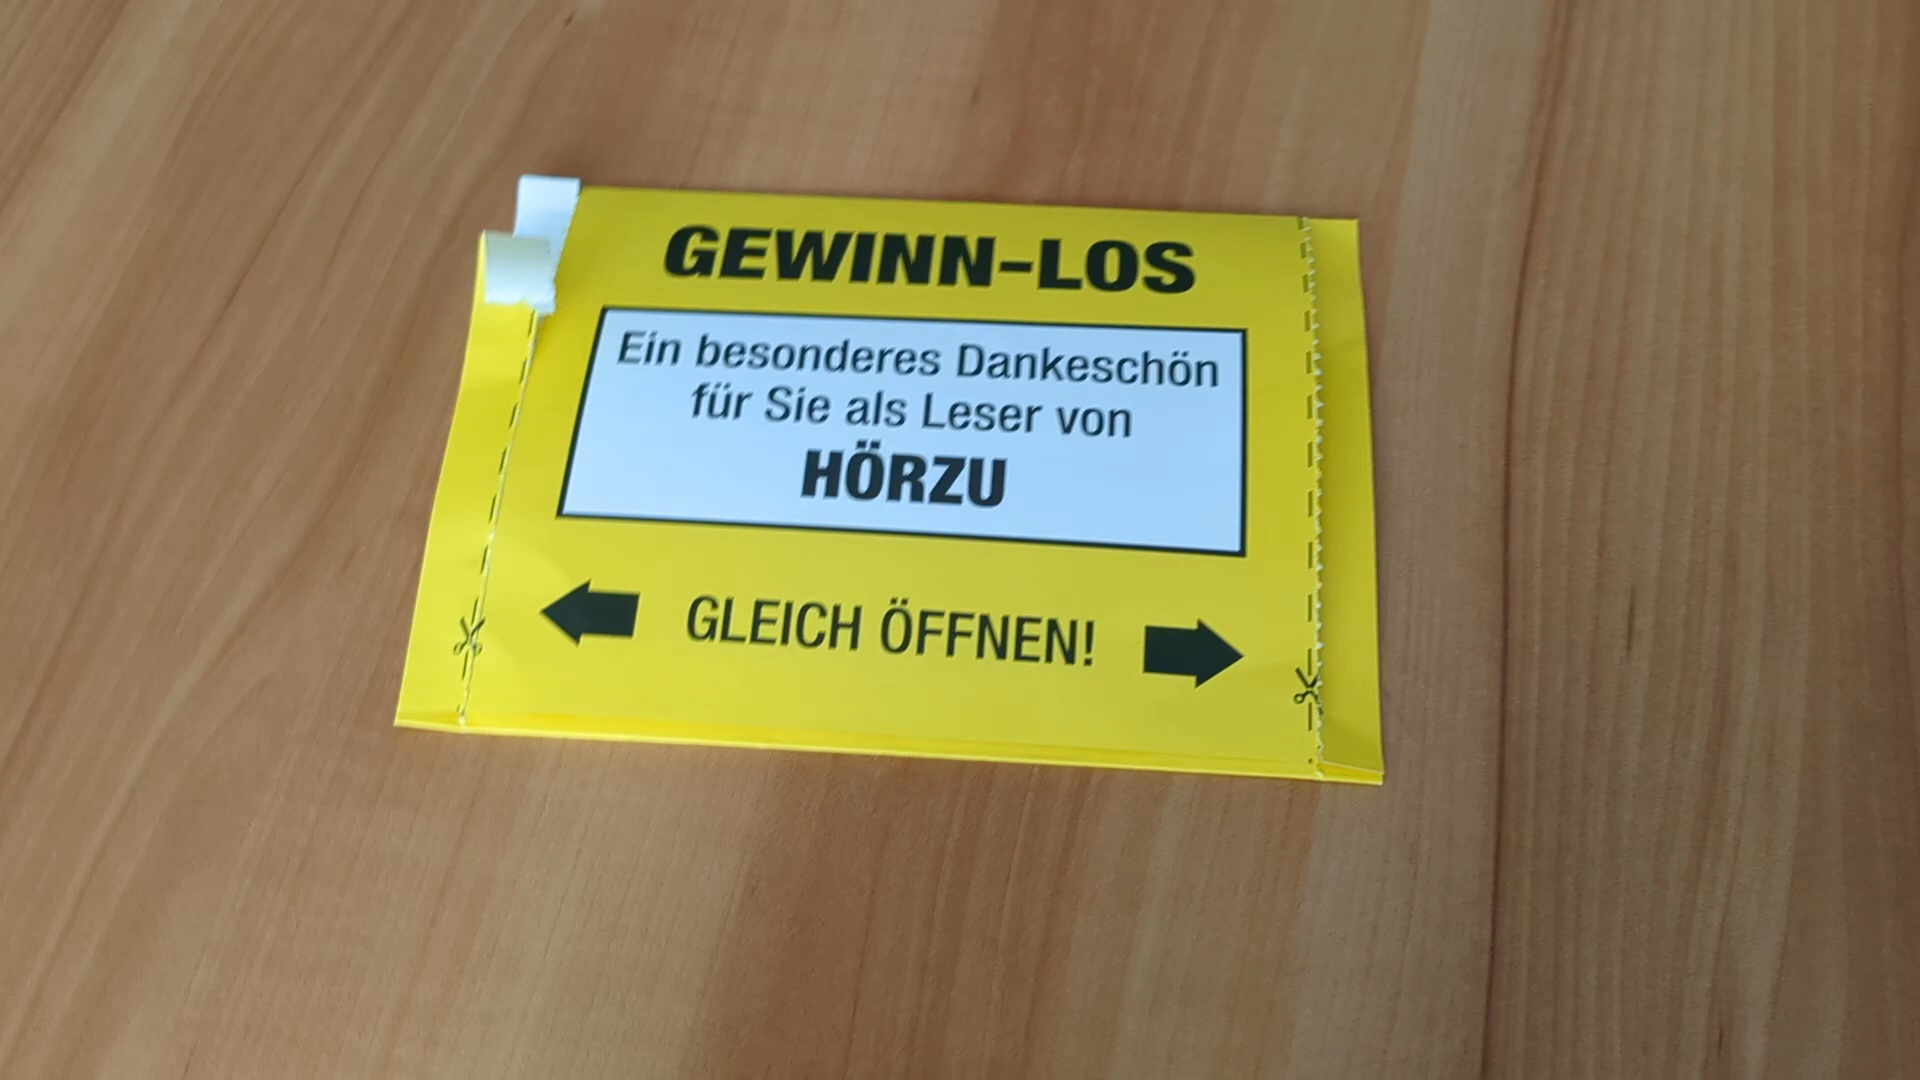 GEWINN-LOS
Ein besonderes Dankeschön
für Sie als Leser von
HÖRZU
GLEICH ÖFFNEN!